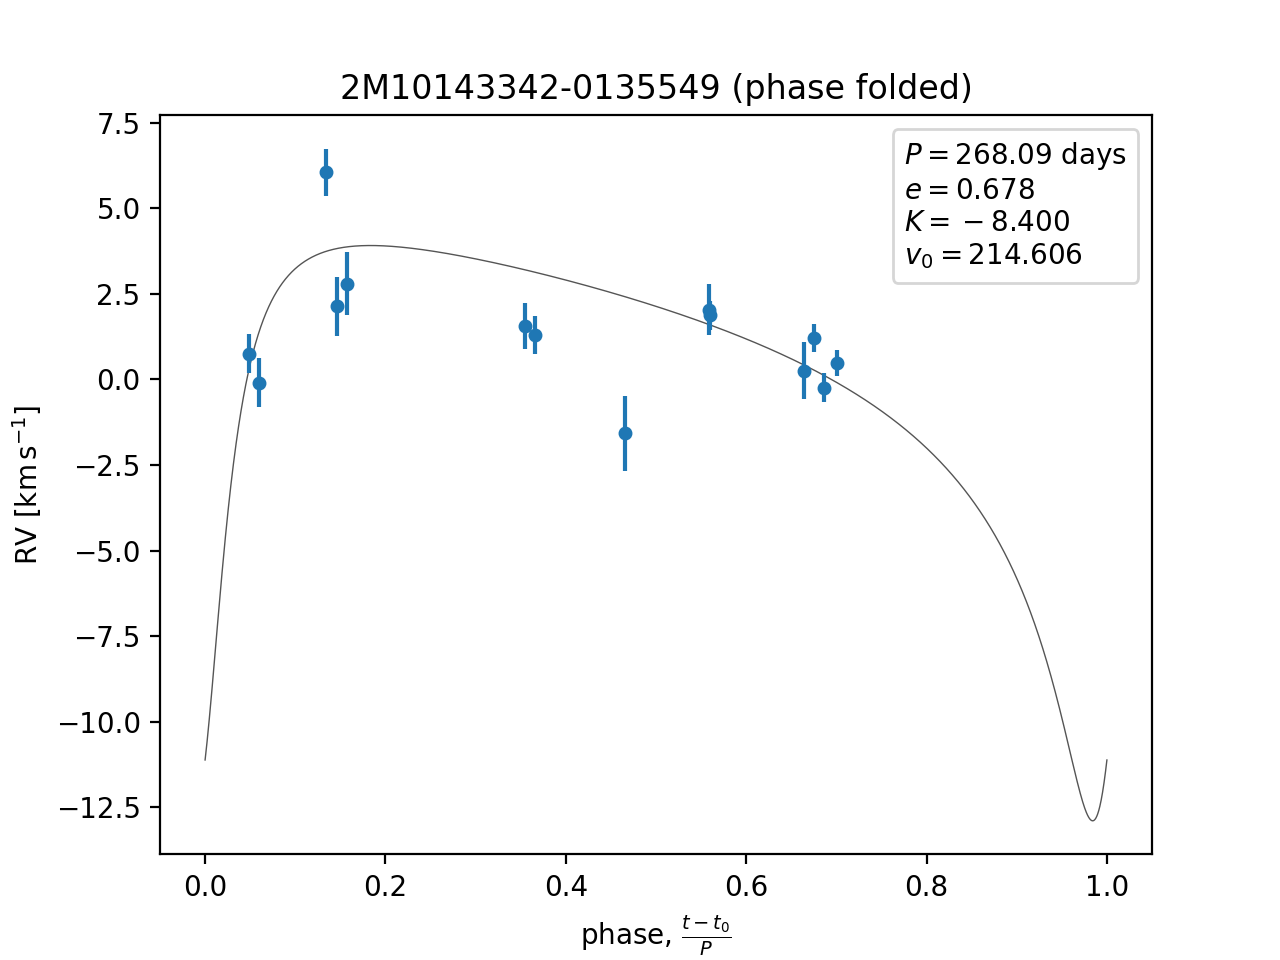 2M10143342-0135549 (phase folded)
P = 268.09 days
e = 0.678
K = −8.400
v₀ = 214.606
RV [km s⁻¹]
7.5
5.0
2.5
0.0
−2.5
−5.0
−7.5
−10.0
−12.5
0.0 0.2 0.4 0.6 0.8 1.0
phase, (t − t₀)/P